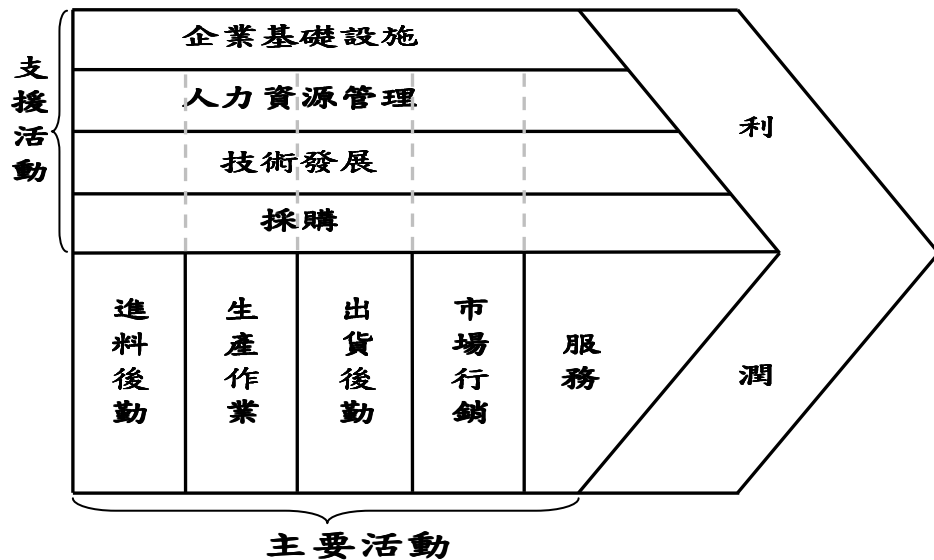 支援活動
企業基礎設施
人力資源管理
技術發展
採購
進料後勤
生產作業
出貨後勤
市場行銷
服務
利潤
主要活動